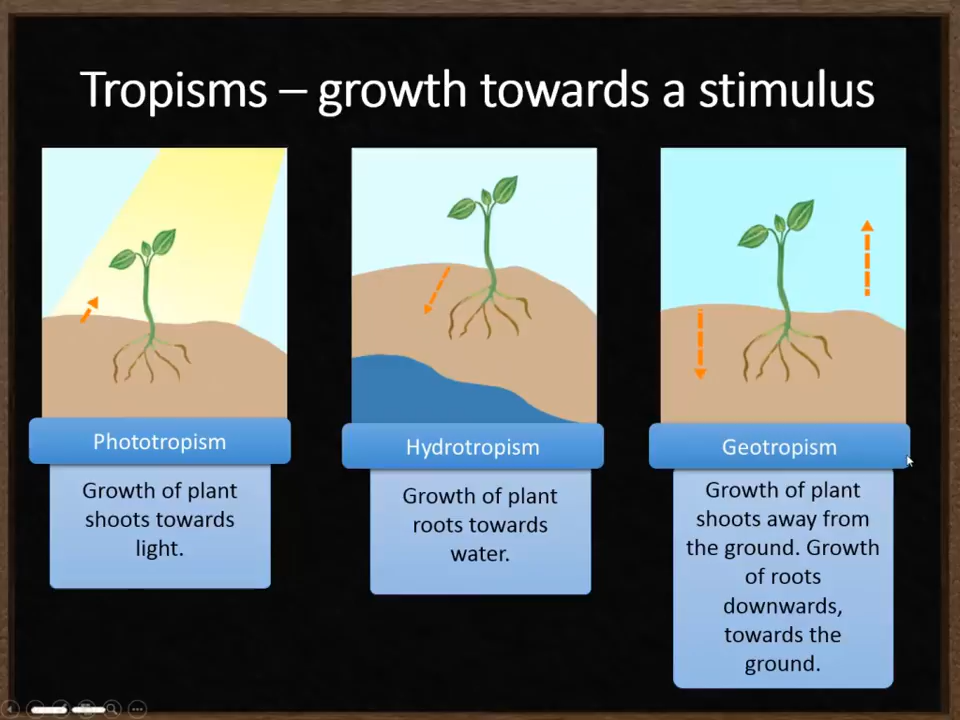 Tropisms – growth towards a stimulus
Phototropism
Growth of plant
shoots towards
light.
Hydrotropism
Growth of plant
roots towards
water.
Geotropism
Growth of plant
shoots away from
the ground. Growth
of roots
downwards,
towards the
ground.